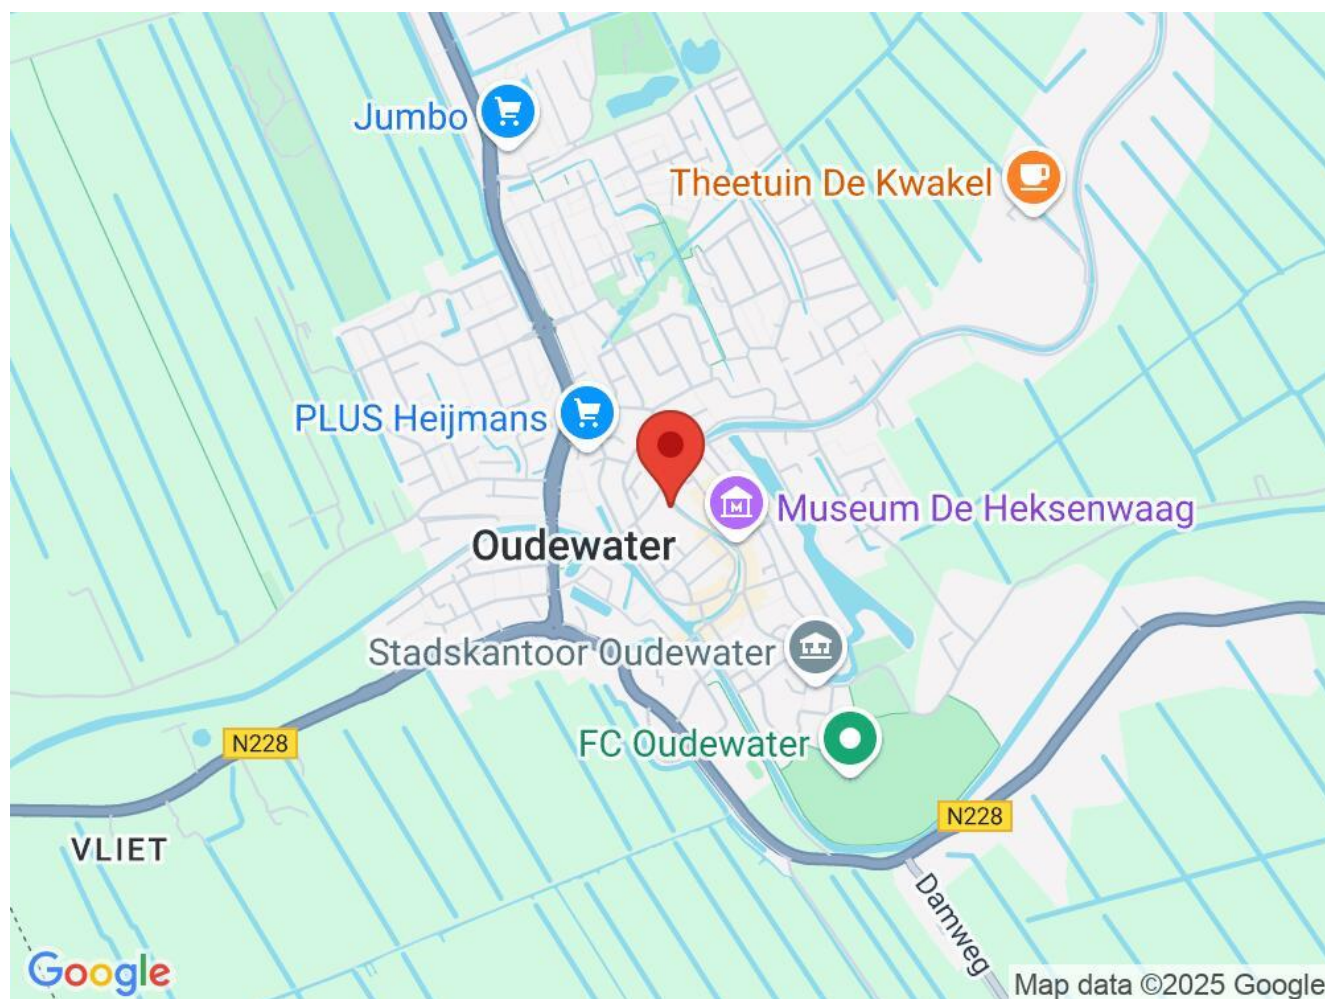 Jumbo
Theetuin De Kwakel
PLUS Heijmans
Museum De Heksenwaag
Oudewater
Stadskantoor Oudewater
N228
FC Oudewater
N228
VLIET
Damweg
Google
Map data ©2025 Google